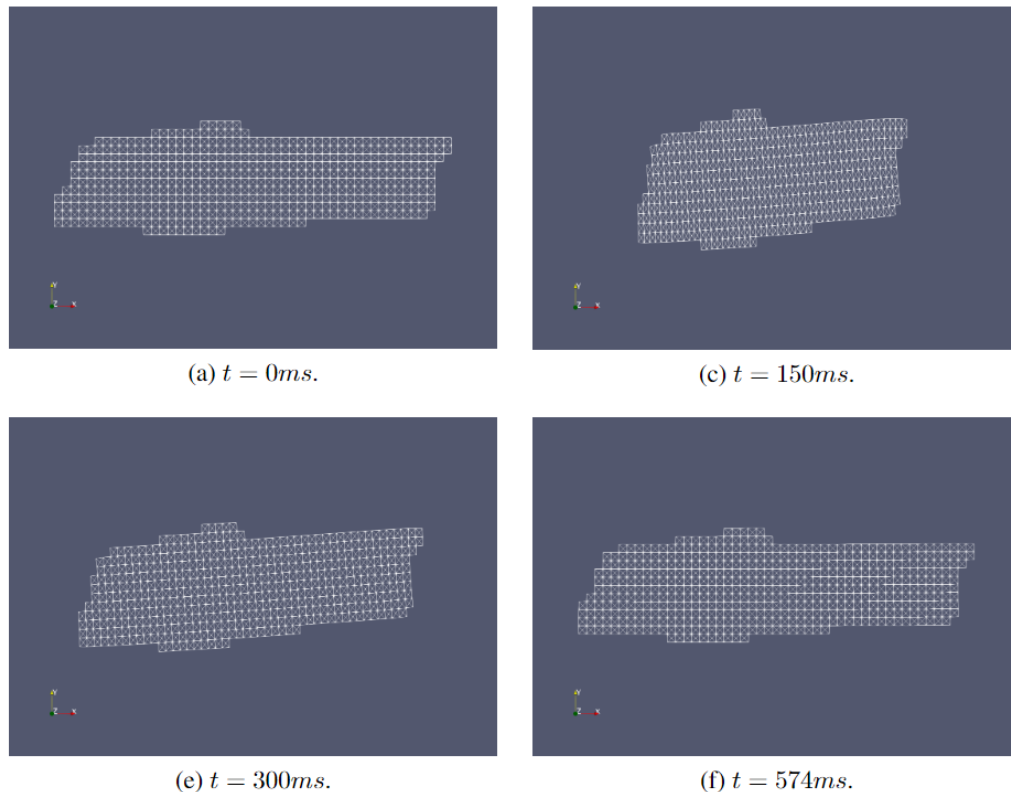 Y
Z X
Y
Z X
(a) t = 0ms.
(c) t = 150ms.
Y
Z X
Y
Z X
(e) t = 300ms.
(f) t = 574ms.